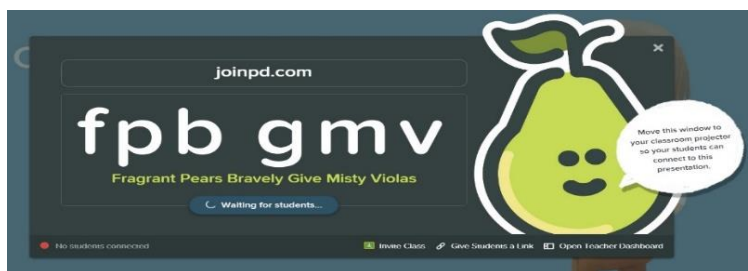 joinpd.com
fpb gmv
Fragrant Pears Bravely Give Misty Violas
Waiting for students...
Move this window to
your classroom projector
so your students can
connect to this
presentation.
No students connected
Invite Class
Give Students a Link
Open Teacher Dashboard